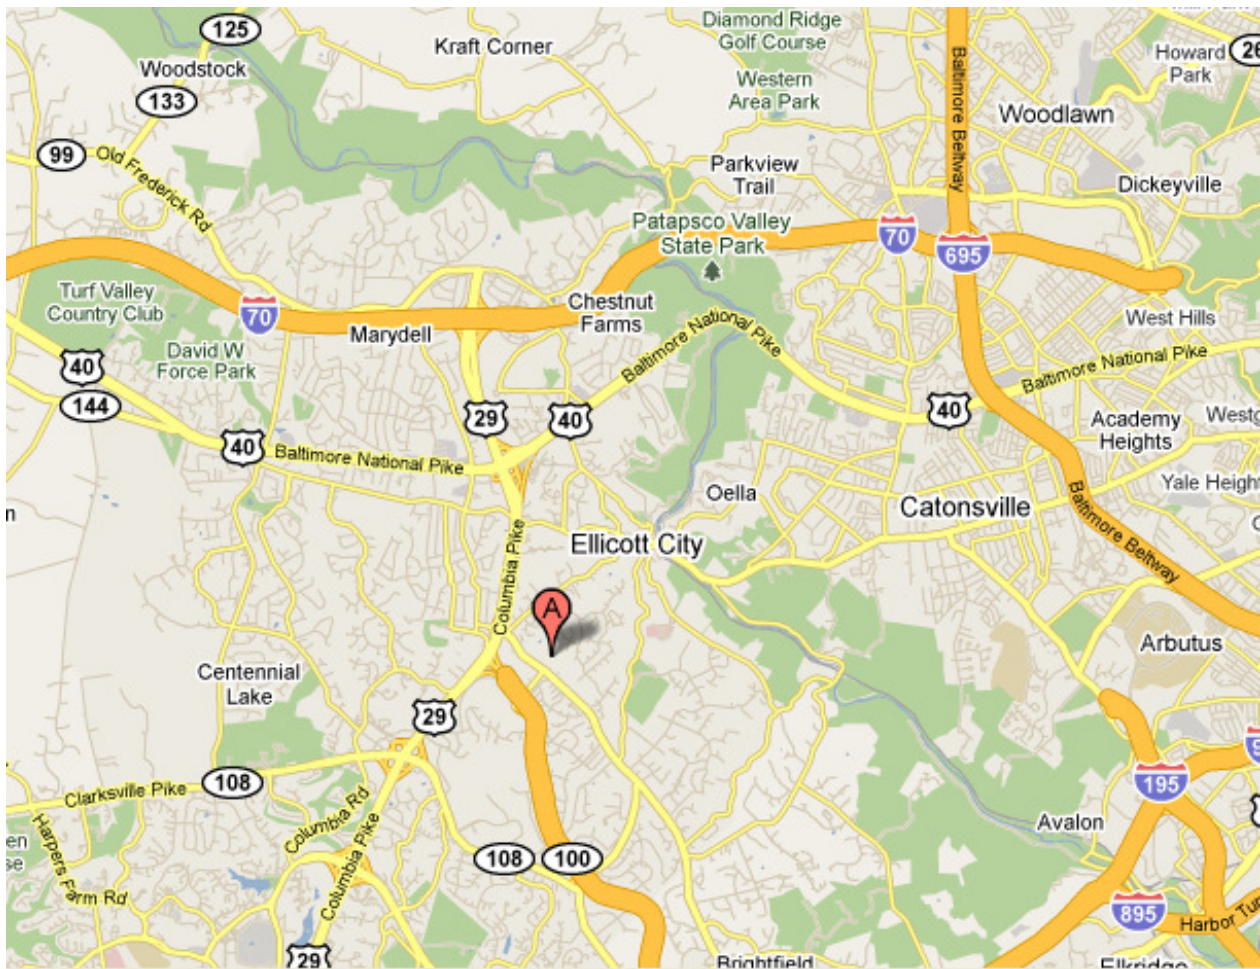 125
Kraft Corner
Diamond Ridge
Golf Course
Woodstock
Howard
Park
26
133
Western
Area Park
Baltimore Beltway
Woodlawn
99
Old Frederick Rd
Parkview
Trail
Dickeyville
Patapsco Valley
State Park
70
695
Turf Valley
Country Club
70
Chestnut
Farms
Marydell
West Hills
David W
Force Park
Baltimore National Pike
Baltimore National Pike
40
144
29
40
40
Academy
Heights
40
Baltimore National Pike
Oella
Catonsville
Baltimore Beltway
Ellicott City
Columbia Pike
A
Arbutus
Centennial
Lake
29
Clarksville Pike
108
195
Columbia Rd
Columbia Pike
Harpers Farm Rd
Avalon
108
100
895
29
Brightfield
Elkridge